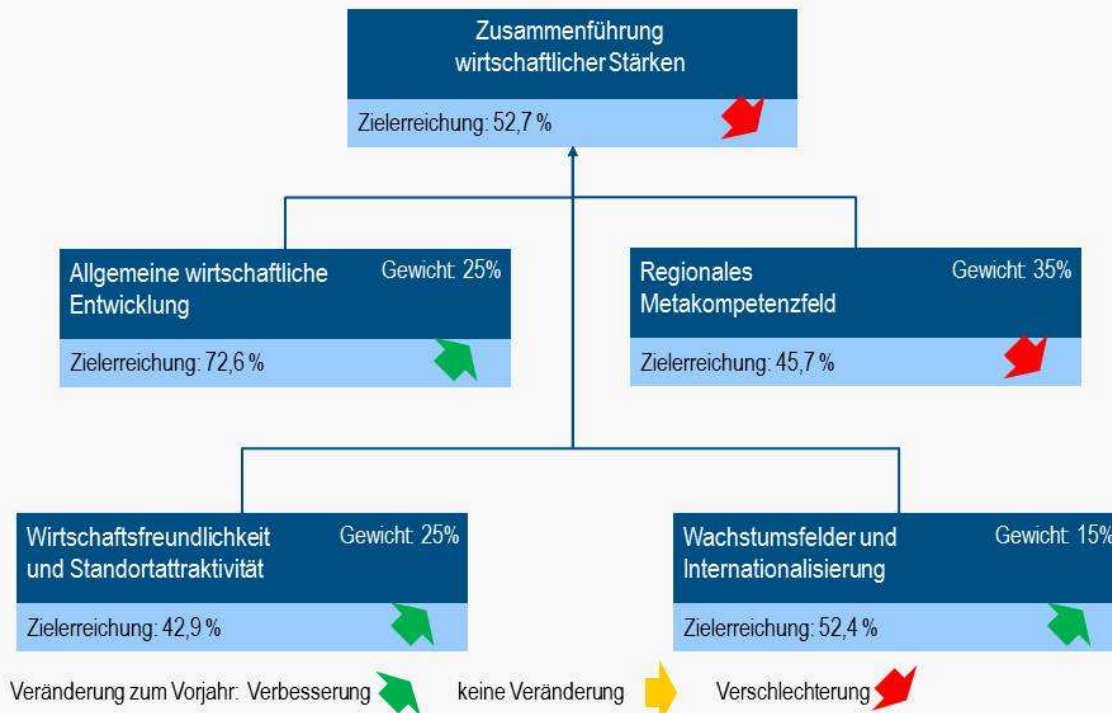 Zusammenführung
wirtschaftlicher Stärken
Zielerreichung: 52,7 %
Allgemeine wirtschaftliche
Entwicklung
Gewicht: 25%
Zielerreichung: 72,6 %
Regionales
Metakompetenzfeld
Gewicht: 35%
Zielerreichung: 45,7 %
Wirtschaftsfreundlichkeit
und Standortattraktivität
Gewicht: 25%
Zielerreichung: 42,9 %
Wachstumsfelder und
Internationalisierung
Gewicht: 15%
Zielerreichung: 52,4 %
Veränderung zum Vorjahr: Verbesserung keine Veränderung Verschlechterung